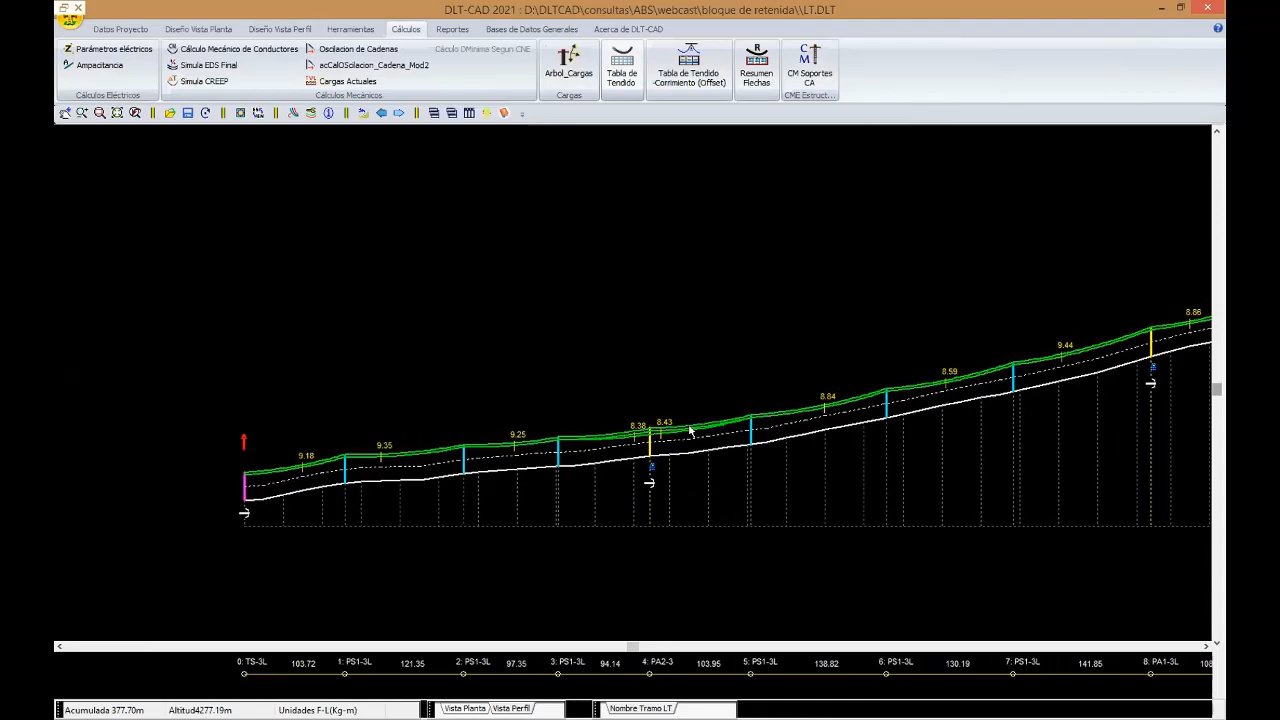 DLT-CAD 2021 : D:\DLTCAD\consultas\ABS\webcast\bloque de retenida\\LT.DLT
Datos Proyecto Diseño Vista Planta Diseño Vista Perfil Herramientas Cálculos Reportes Bases de Datos Generales Acerca de DLT-CAD
Parámetros eléctricos
Ampacitancia
Cálculos Eléctricos
Cálculo Mecánico de Conductores
Simula EDS Final
Simula CREEP
Oscilacion de Cadenas
accCalOScilacion_Cadena_Mod2
Cargas Actuales
Cálculo DMinima Segun CNE
Cálculos Mecánicos
Arbol_Cargas
Cargas
Tabla de
Tendido
Tabla de Tendido
-Corrimiento (Offset)
R
Resumen
Flechas
C
M
CM Soportes
CA
CME Estruct...
8.86
9.44
8.59
8.84
8.38
8.43
9.25
9.35
9.18
0: TS-3L 103.72 1: PS1-3L 121.35 2: PS1-3L 97.35 3: PS1-3L 94.14 4: PA2-3 103.95 5: PS1-3L 138.82 6: PS1-3L 130.19 7: PS1-3L 141.85 8: PA1-3L 108
Acumulada 377.70m Altitud4277.19m Unidades F-L(Kg-m) Vista Planta Vista Perfil Nombre Tramo LT